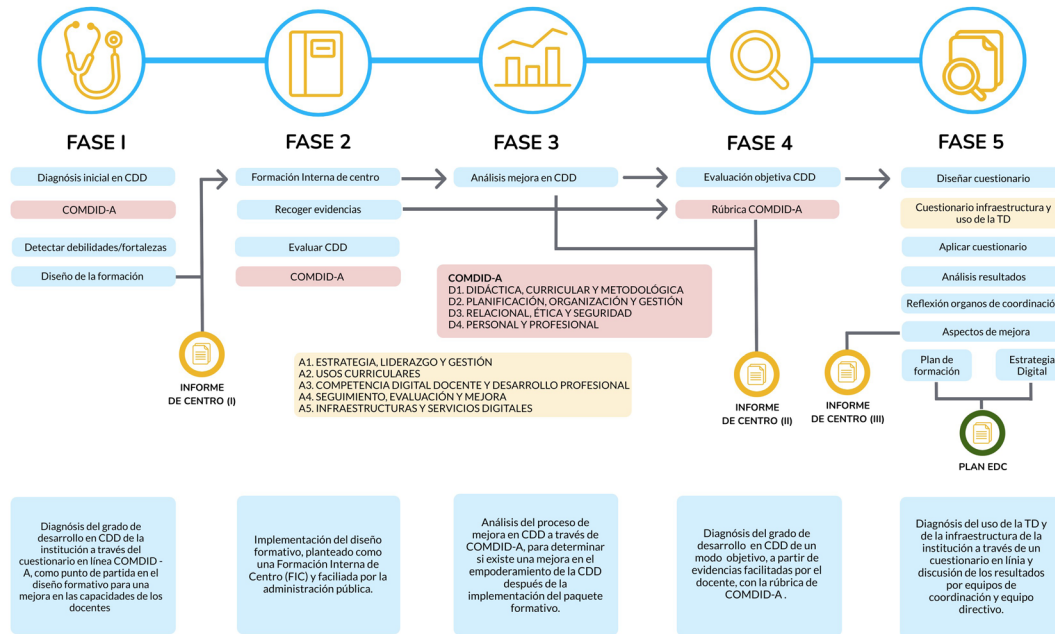 FASE I
FASE 2
FASE 3
FASE 4
FASE 5
Diagnósis inicial en CDD
COMDID-A
Detectar debilidades/fortalezas
Diseño de la formación
INFORME
DE CENTRO (I)
Formación Interna de centro
Recoger evidencias
Evaluar CDD
COMDID-A
Análisis mejora en CDD
COMDID-A
D1. DIDÁCTICA, CURRICULAR Y METODOLÓGICA
D2. PLANIFICACIÓN, ORGANIZACIÓN Y GESTIÓN
D3. RELACIONAL, ÉTICA Y SEGURIDAD
D4. PERSONAL Y PROFESIONAL
A1. ESTRATEGIA, LIDERAZGO Y GESTIÓN
A2. USOS CURRICULARES
A3. COMPETENCIA DIGITAL DOCENTE Y DESARROLLO PROFESIONAL
A4. SEGUIMIENTO, EVALUACIÓN Y MEJORA
A5. INFRAESTRUCTURAS Y SERVICIOS DIGITALES
Evaluación objetiva CDD
Rúbrica COMDID-A
INFORME
DE CENTRO (II)
Diseñar cuestionario
Cuestionario infraestructura y
uso de la TD
Aplicar cuestionario
Análisis resultados
Reflexión organos de coordinación
Aspectos de mejora
INFORME
DE CENTRO (III)
Plan de
formación
Estrategia
Digital
PLAN EDC
Diagnósis del grado de
desarrollo en CDD de la
institución a través del
cuestionario en línea COMDID -
A, como punto de partida en el
diseño formativo para una
mejora en las capacidades de los
docentes
Implementación del diseño
formativo, planteado como
una Formación Interna de
Centro (FIC) y faciliada por la
administración pública.
Análisis del proceso de
mejora en CDD a través de
COMDID-A, para determinar
si existe una mejora en el
empoderamiento de la CDD
después de la
implementación del paquete
formativo.
Diagnósis del grado de
desarrollo en CDD de un
modo objetivo, a partir de
evidencias facilitadas por el
docente, con la rúbrica de
COMDID-A .
Diagnósis del uso de la TD y
de la infraestructura de la
institución a través de un
cuestionario en línia y
discusión de los resultados
por equipos de
coordinación y equipo
directivo.